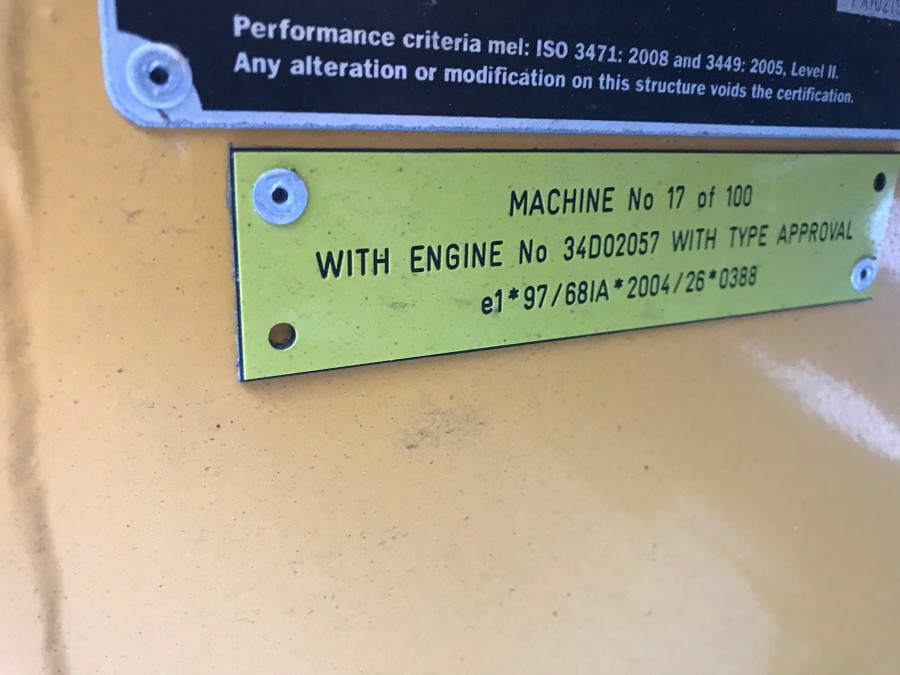 Performance criteria mel: ISO 3471: 2008 and 3449: 2005, Level II.
Any alteration or modification on this structure voids the certification.
MACHINE No 17 of 100
WITH ENGINE No 34D02057 WITH TYPE APPROVAL
e1*97/68IA*2004/26*0388